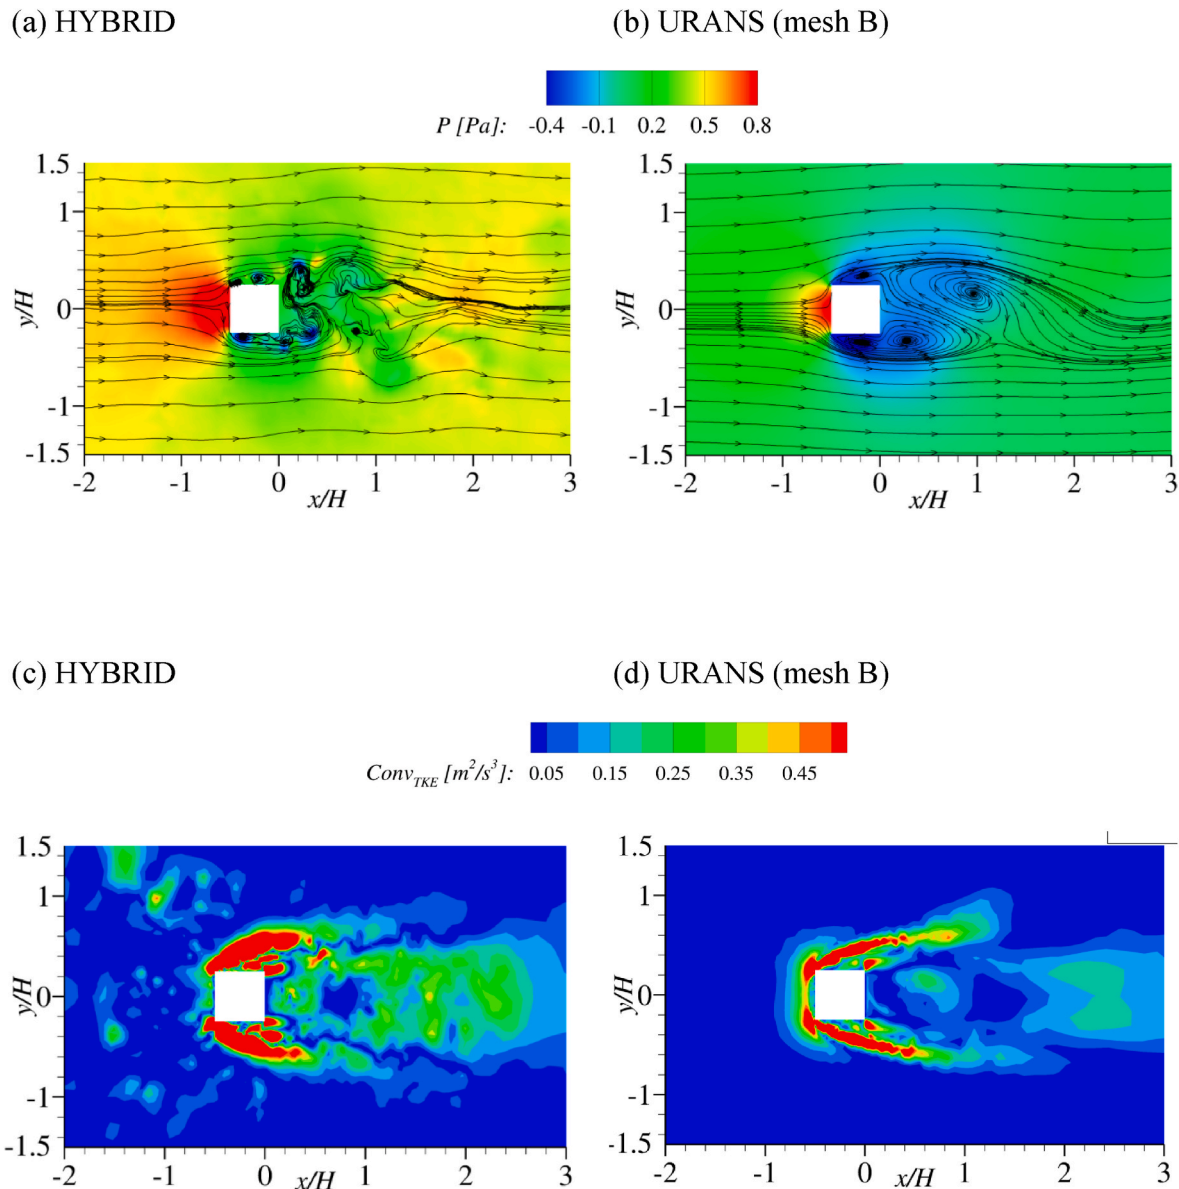 (a) HYBRID (b) URANS (mesh B)
P [Pa]: -0.4 -0.1 0.2 0.5 0.8
1.5 1.5
1 1
y/H 0 y/H 0
-1 -1
-1.5 -1.5
-2 -1 0 1 2 3 -2 -1 0 1 2 3
x/H x/H
(c) HYBRID (d) URANS (mesh B)
Conv_TKE [m²/s³]: 0.05 0.15 0.25 0.35 0.45
1.5 1.5
1 1
y/H 0 y/H 0
-1 -1
-1.5 -1.5
-2 -1 0 1 2 3 -2 -1 0 1 2 3
x/H x/H